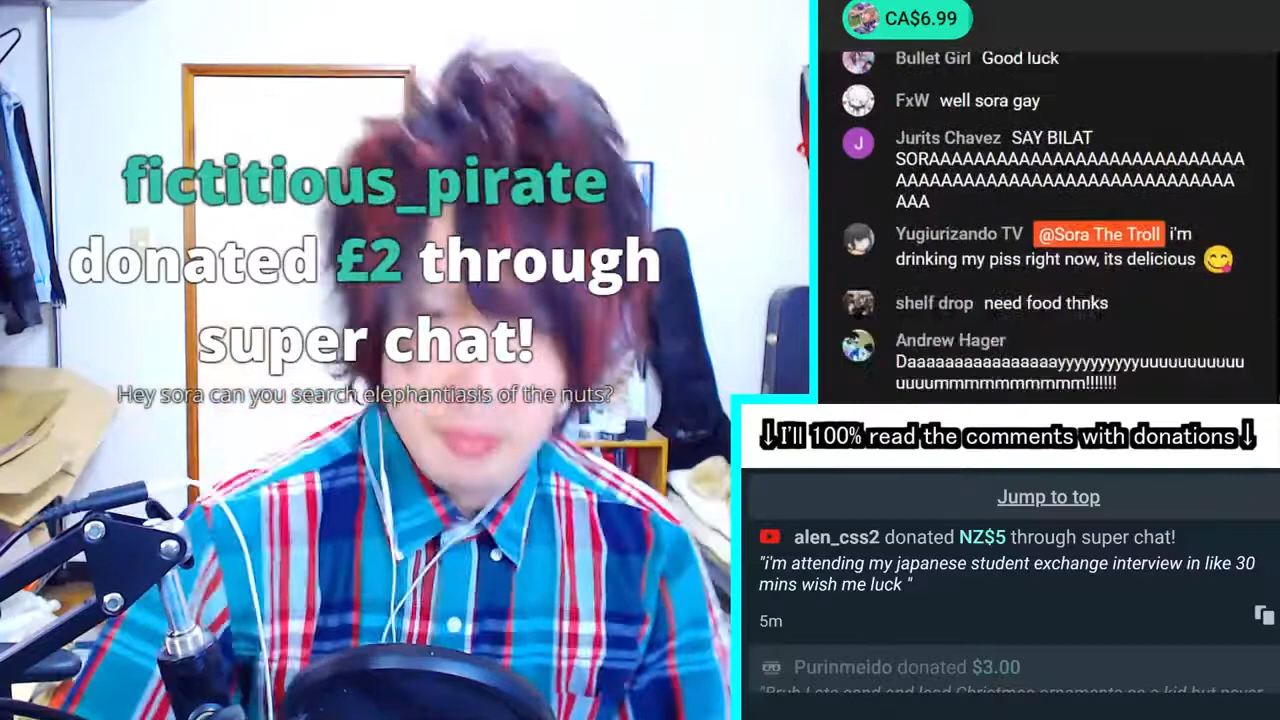 fictitious_pirate
donated £2 through
super chat!
Hey sora can you search elephantiasis of the nuts?
CA$6.99
Bullet Girl Good luck
FxW well sora gay
J
Jurits Chavez SAY BILAT
SORAAAAAAAAAAAAAAAAAAAAAAAAAAA
AAAAAAAAAAAAAAAAAAAAAAAAAAAAAA
AAA
Yugiurizando TV @Sora The Troll i'm
drinking my piss right now, its delicious 😋
shelf drop need food thnks
Andrew Hager
Daaaaaaaaaaaaaaaayyyyyyyyyyuuuuuuuuuuu
uuuummmmmmmmmmm!!!!!!!
↓I'll 100% read the comments with donations↓
Jump to top
alen_css2 donated NZ$5 through super chat!
"i'm attending my japanese student exchange interview in like 30
mins wish me luck "
5m
Purinmeido donated $3.00